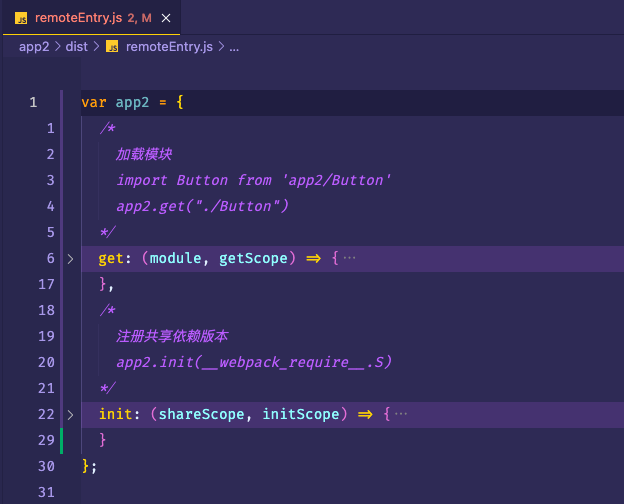 JS remoteEntry.js 2, M ×
app2 > dist > JS remoteEntry.js > ...
1 var app2 = {
1 /*
2 加载模块
3 import Button from 'app2/Button'
4 app2.get("./Button")
5 */
6 > get: (module, getScope) => {···
17 },
18 /*
19 注册共享依赖版本
20 app2.init(__webpack_require__.S)
21 */
22 > init: (shareScope, initScope) => {···
29 }
30 };
31